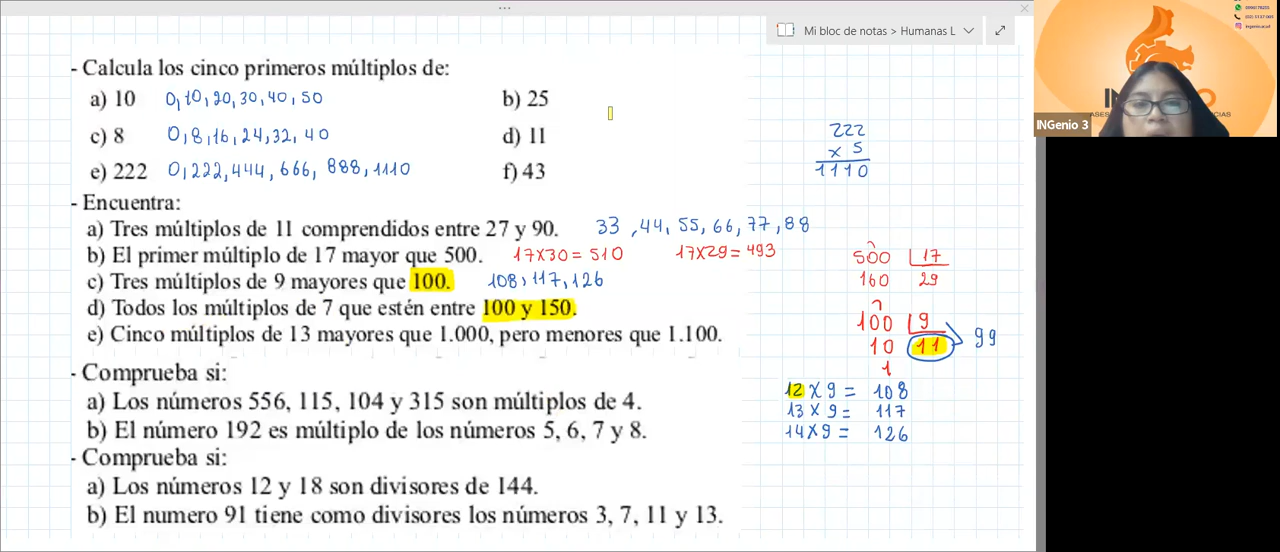 Mi bloc de notas > Humanas L
- Calcula los cinco primeros múltiplos de:
a) 10 0,10,20,30,40,50 b) 25
c) 8 0,8,16,24,32,40 d) 11
e) 222 0,222,444,666,888,1110 f) 43
222
x 5
1110
- Encuentra:
a) Tres múltiplos de 11 comprendidos entre 27 y 90. 33,44,55,66,77,88
b) El primer múltiplo de 17 mayor que 500. 17x30=510 17x29=493
c) Tres múltiplos de 9 mayores que 100. 108,117,126
d) Todos los múltiplos de 7 que estén entre 100 y 150.
e) Cinco múltiplos de 13 mayores que 1.000, pero menores que 1.100.
500 17
160 29
100 9
10 11 99
1
12x9= 108
13x9= 117
14x9= 126
- Comprueba si:
a) Los números 556, 115, 104 y 315 son múltiplos de 4.
b) El número 192 es múltiplo de los números 5, 6, 7 y 8.
- Comprueba si:
a) Los números 12 y 18 son divisores de 144.
b) El numero 91 tiene como divisores los números 3, 7, 11 y 13.
INGenio 3